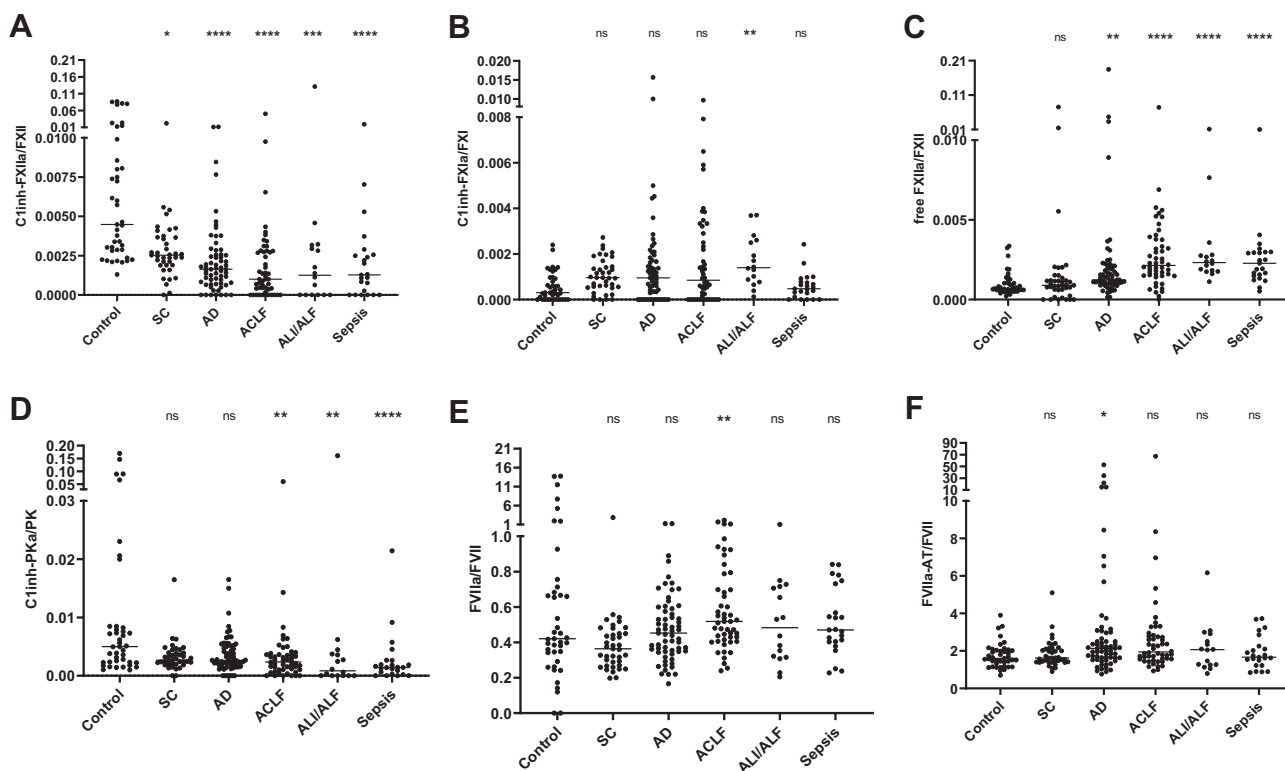 A
* **** **** *** ****
C1inh-FXIIa/FXII
0.21
0.16
0.11
0.06
0.01
0.0100
0.0075
0.0050
0.0025
0.0000
Control SC AD ACLF ALI/ALF Sepsis
B
ns ns ns ** ns
C1inh-FXIa/FXI
0.020
0.015
0.010
0.008
0.006
0.004
0.002
0.000
Control SC AD ACLF ALI/ALF Sepsis
C
ns ** **** **** ****
free FXIIa/FXII
0.21
0.11
0.01
0.010
0.005
0.000
Control SC AD ACLF ALI/ALF Sepsis
D
ns ns ** ** ****
C1inh-PKa/PK
0.20
0.15
0.10
0.05
0.03
0.02
0.01
0.00
Control SC AD ACLF ALI/ALF Sepsis
E
ns ns ** ns ns
FVIIa/FVII
21
16
11
6
1
1.0
0.8
0.6
0.4
0.2
0.0
Control SC AD ACLF ALI/ALF Sepsis
F
ns * ns ns ns
FVIIa-AT/FVII
90
70
50
30
10
8
6
4
2
0
Control SC AD ACLF ALI/ALF Sepsis